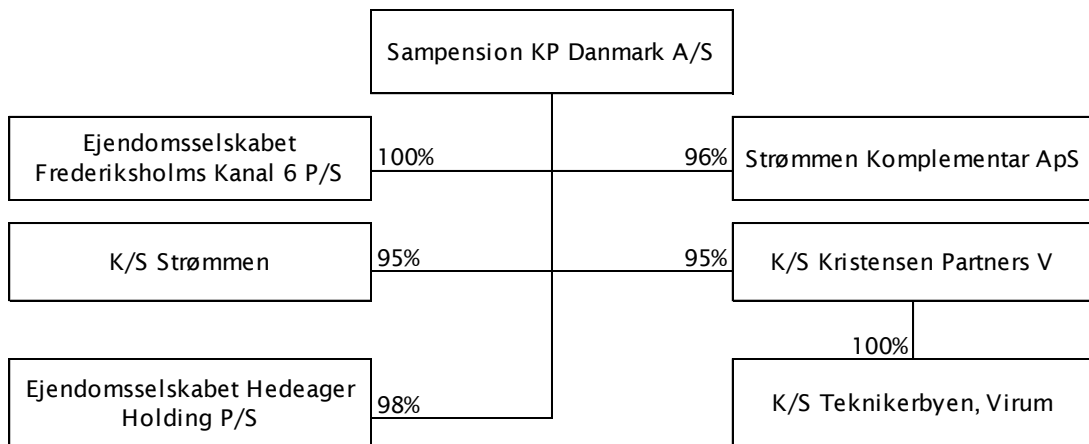 Sampension KP Danmark A/S
Ejendomsselskabet
Frederiksholms Kanal 6 P/S
100%
96%
Strømmen Komplementar ApS
K/S Strømmen
95%
95%
K/S Kristensen Partners V
100%
Ejendomsselskabet Hedeager
Holding P/S
98%
K/S Teknikerbyen, Virum